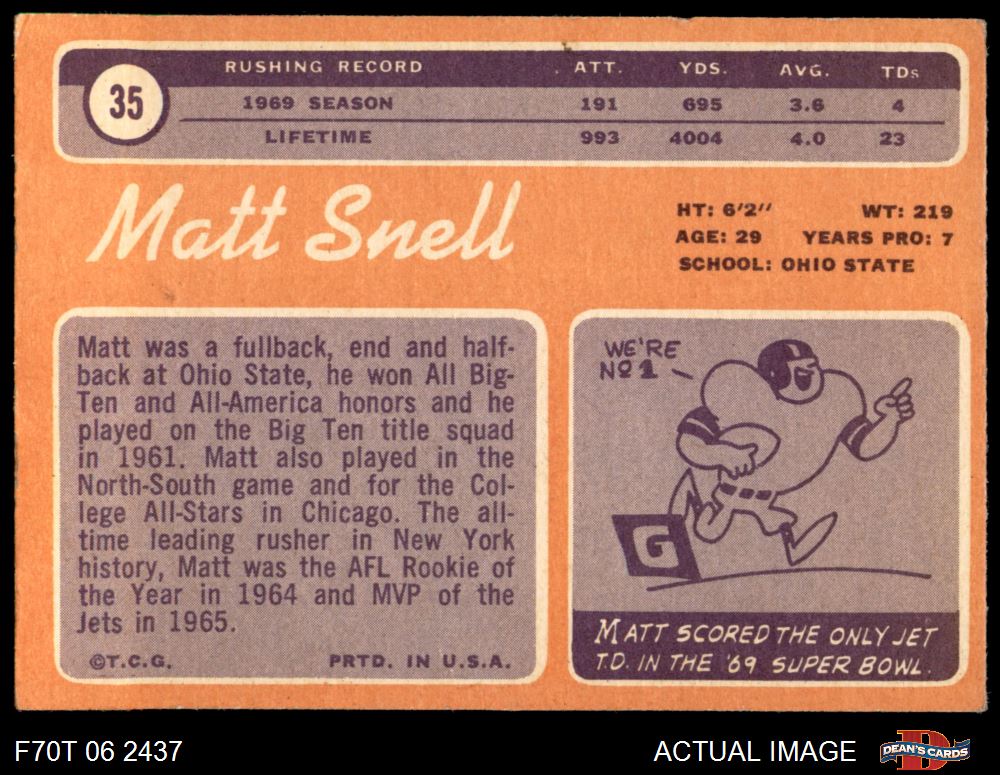 RUSHING RECORD ATT. YDS. AVG. TDs
35
1969 SEASON 191 695 3.6 4
LIFETIME 993 4004 4.0 23
Matt Snell
HT: 6'2'' WT: 219
AGE: 29 YEARS PRO: 7
SCHOOL: OHIO STATE
Matt was a fullback, end and half-
back at Ohio State, he won All Big-
Ten and All-America honors and he
played on the Big Ten title squad
in 1961. Matt also played in the
North-South game and for the Col-
lege All-Stars in Chicago. The all-
time leading rusher in New York
history, Matt was the AFL Rookie of
the Year in 1964 and MVP of the
Jets in 1965.
©T.C.G. PRTD. IN U.S.A.
WE'RE
NO 1
G
MATT SCORED THE ONLY JET
T.D. IN THE '69 SUPER BOWL.
F70T 06 2437
ACTUAL IMAGE
D
DEAN'S CARDS